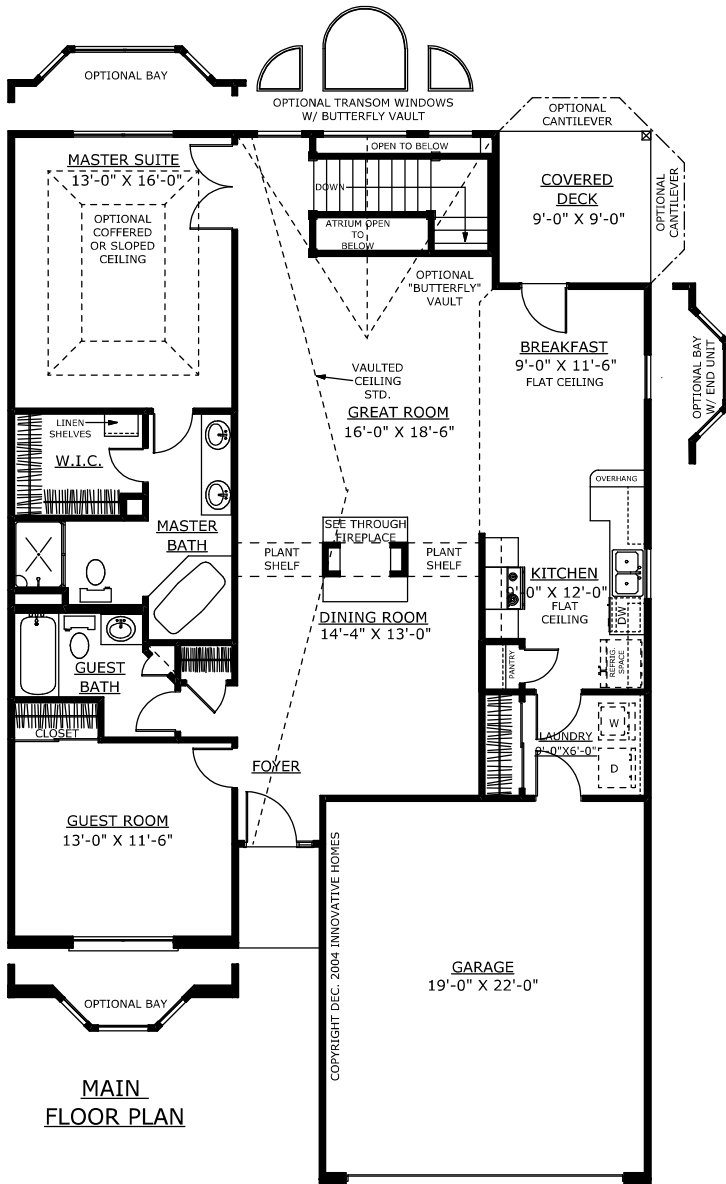 OPTIONAL BAY
OPTIONAL TRANSOM WINDOWS
W/ BUTTERFLY VAULT
OPTIONAL
CANTILEVER
MASTER SUITE
13'-0" X 16'-0"
OPTIONAL
COFFERED
OR SLOPED
CEILING
OPEN TO BELOW
DOWN
ATRIUM OPEN
TO
BELOW
COVERED
DECK
9'-0" X 9'-0"
OPTIONAL
CANTILEVER
OPTIONAL
"BUTTERFLY"
VAULT
BREAKFAST
9'-0" X 11'-6"
FLAT CEILING
OPTIONAL BAY
W/ END UNIT
VAULTED
CEILING
STD.
GREAT ROOM
16'-0" X 18'-6"
LINEN
SHELVES
W.I.C.
MASTER
BATH
OVERHANG
SEE THROUGH
FIREPLACE
PLANT
SHELF
PLANT
SHELF
KITCHEN
9'-0" X 12'-0"
FLAT
CEILING
DW
DINING ROOM
14'-4" X 13'-0"
GUEST
BATH
PANTRY
REFRIG.
SPACE
CLOSET
LAUNDRY
9'-0"X6'-0"
W
D
FOYER
GUEST ROOM
13'-0" X 11'-6"
COPYRIGHT DEC. 2004 INNOVATIVE HOMES
GARAGE
19'-0" X 22'-0"
OPTIONAL BAY
MAIN
FLOOR PLAN